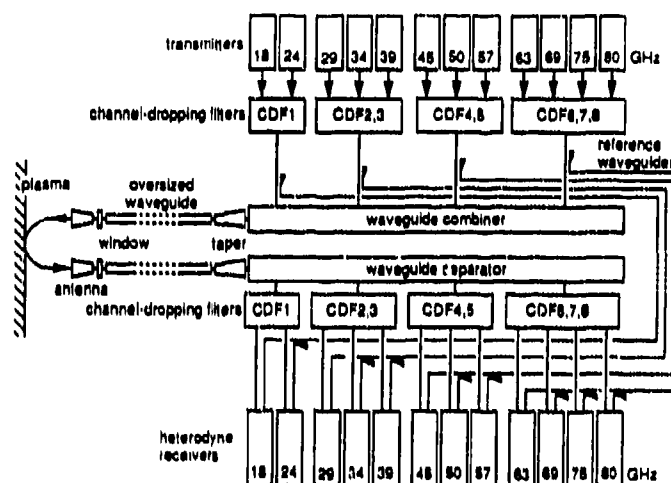 transmitters 18 24 29 34 39 45 50 57 63 69 75 80 GHz
channel-dropping filters CDF1 CDF2,3 CDF4,5 CDF6,7,8
reference
waveguides
plasma
oversized
waveguide
waveguide combiner
window
taper
waveguide separator
antenna
channel-dropping filters CDF1 CDF2,3 CDF4,5 CDF6,7,8
heterodyne
receivers
18 24 29 34 39 45 50 57 63 69 75 80 GHz